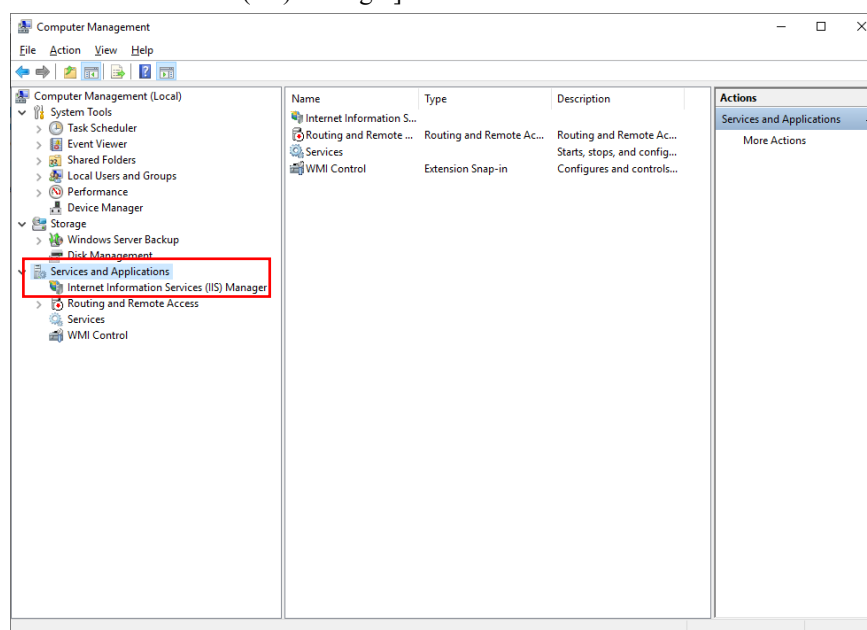 Computer Management
File Action View Help
Computer Management (Local)
System Tools
Task Scheduler
Event Viewer
Shared Folders
Local Users and Groups
Performance
Device Manager
Storage
Windows Server Backup
Disk Management
Services and Applications
Internet Information Services (IIS) Manager
Routing and Remote Access
Services
WMI Control
Name Type Description
Internet Information S...
Routing and Remote ... Routing and Remote Ac... Routing and Remote Ac...
Services Starts, stops, and config...
WMI Control Extension Snap-in Configures and controls...
Actions
Services and Applications
More Actions